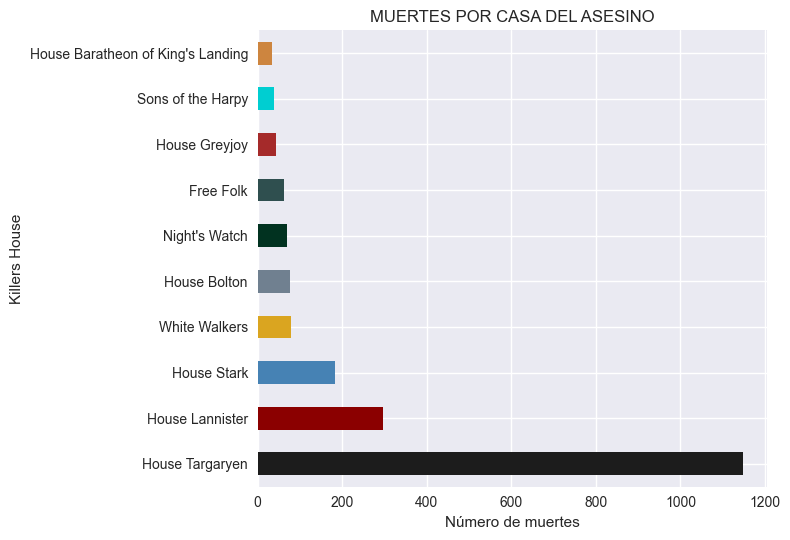 MUERTES POR CASA DEL ASESINO
House Baratheon of King's Landing
Sons of the Harpy
House Greyjoy
Free Folk
Night's Watch
House Bolton
White Walkers
House Stark
House Lannister
House Targaryen
Killers House
0 200 400 600 800 1000 1200
Número de muertes